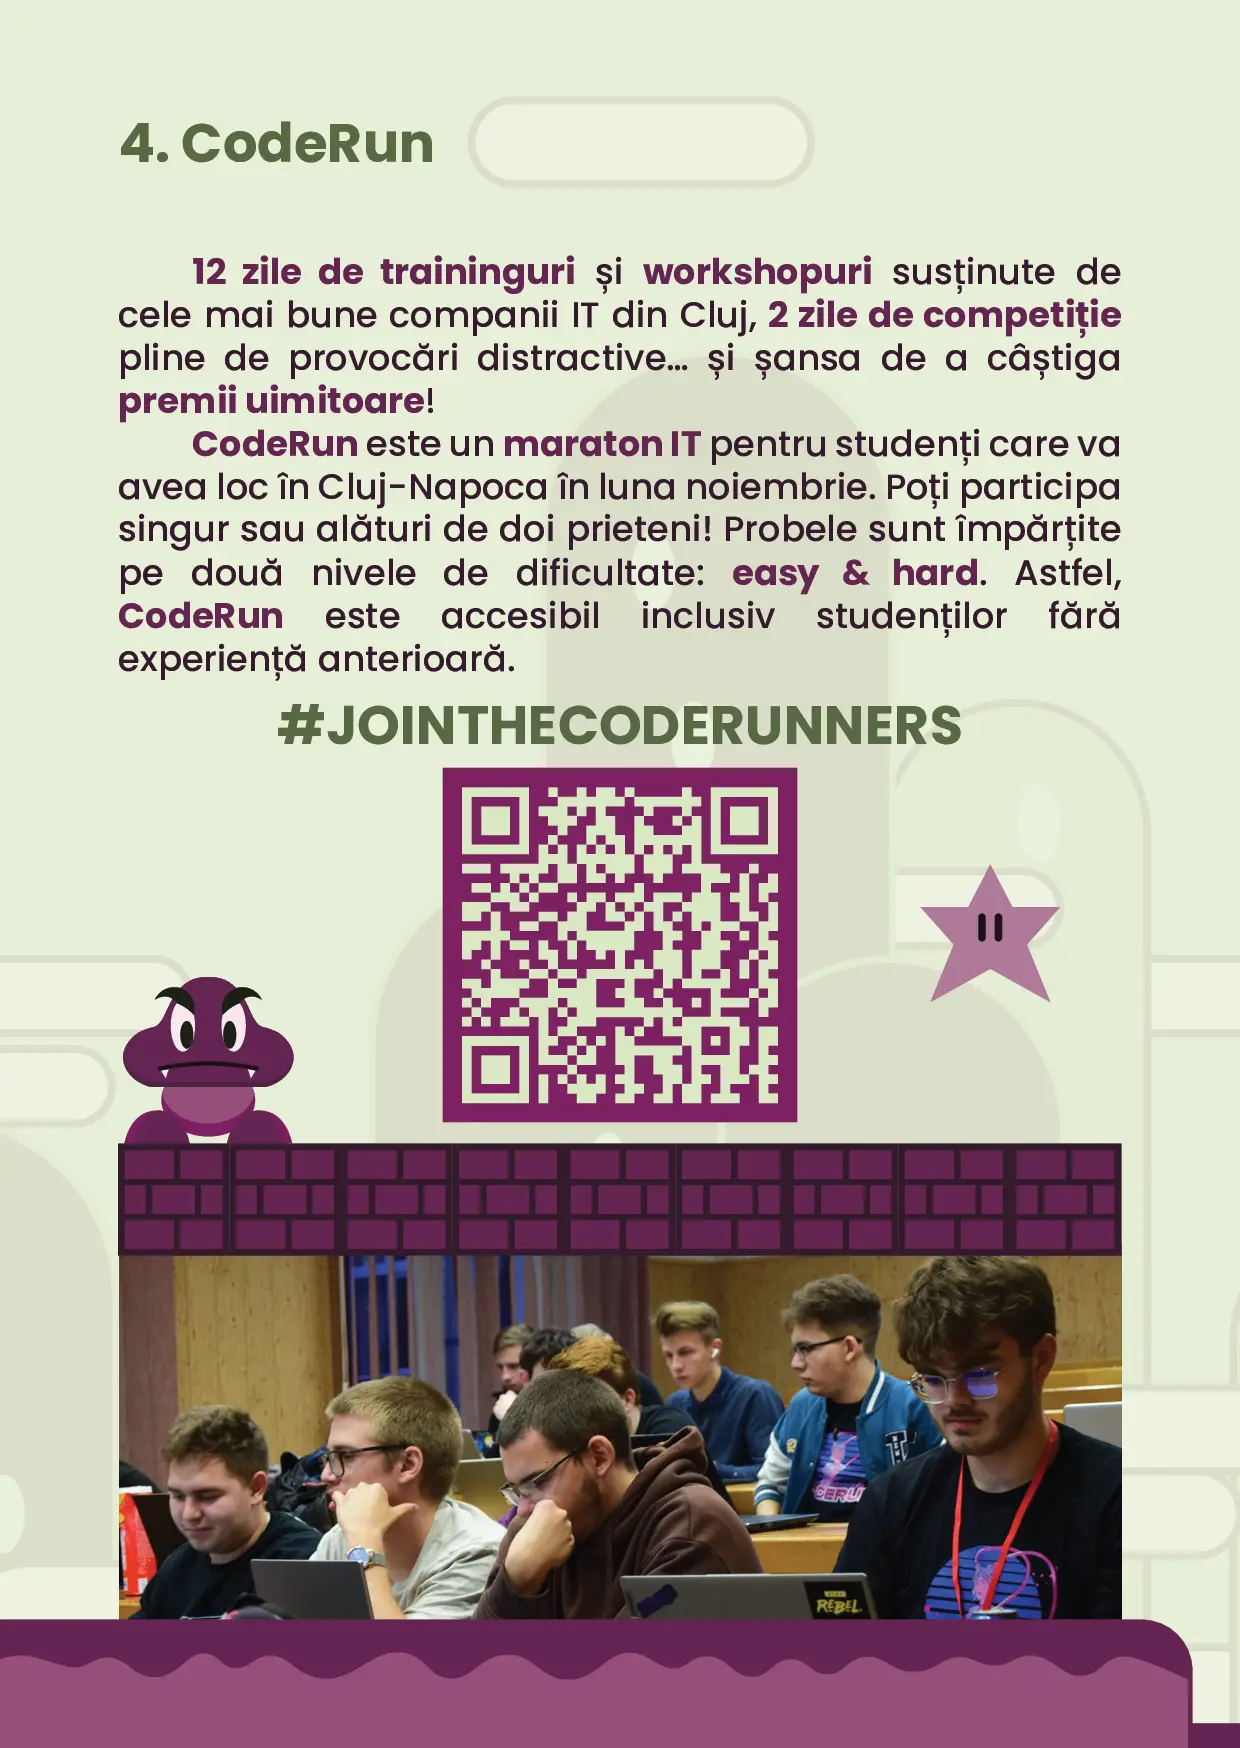 4. CodeRun
12 zile de traininguri și workshopuri susținute de
cele mai bune companii IT din Cluj, 2 zile de competiție
pline de provocări distractive... și șansa de a câștiga
premii uimitoare!
CodeRun este un maraton IT pentru studenți care va
avea loc în Cluj-Napoca în luna noiembrie. Poți participa
singur sau alături de doi prieteni! Probele sunt împărțite
pe două nivele de dificultate: easy & hard. Astfel,
CodeRun este accesibil inclusiv studenților fără
experiență anterioară.
#JOINTHECODERUNNERS
REBEL